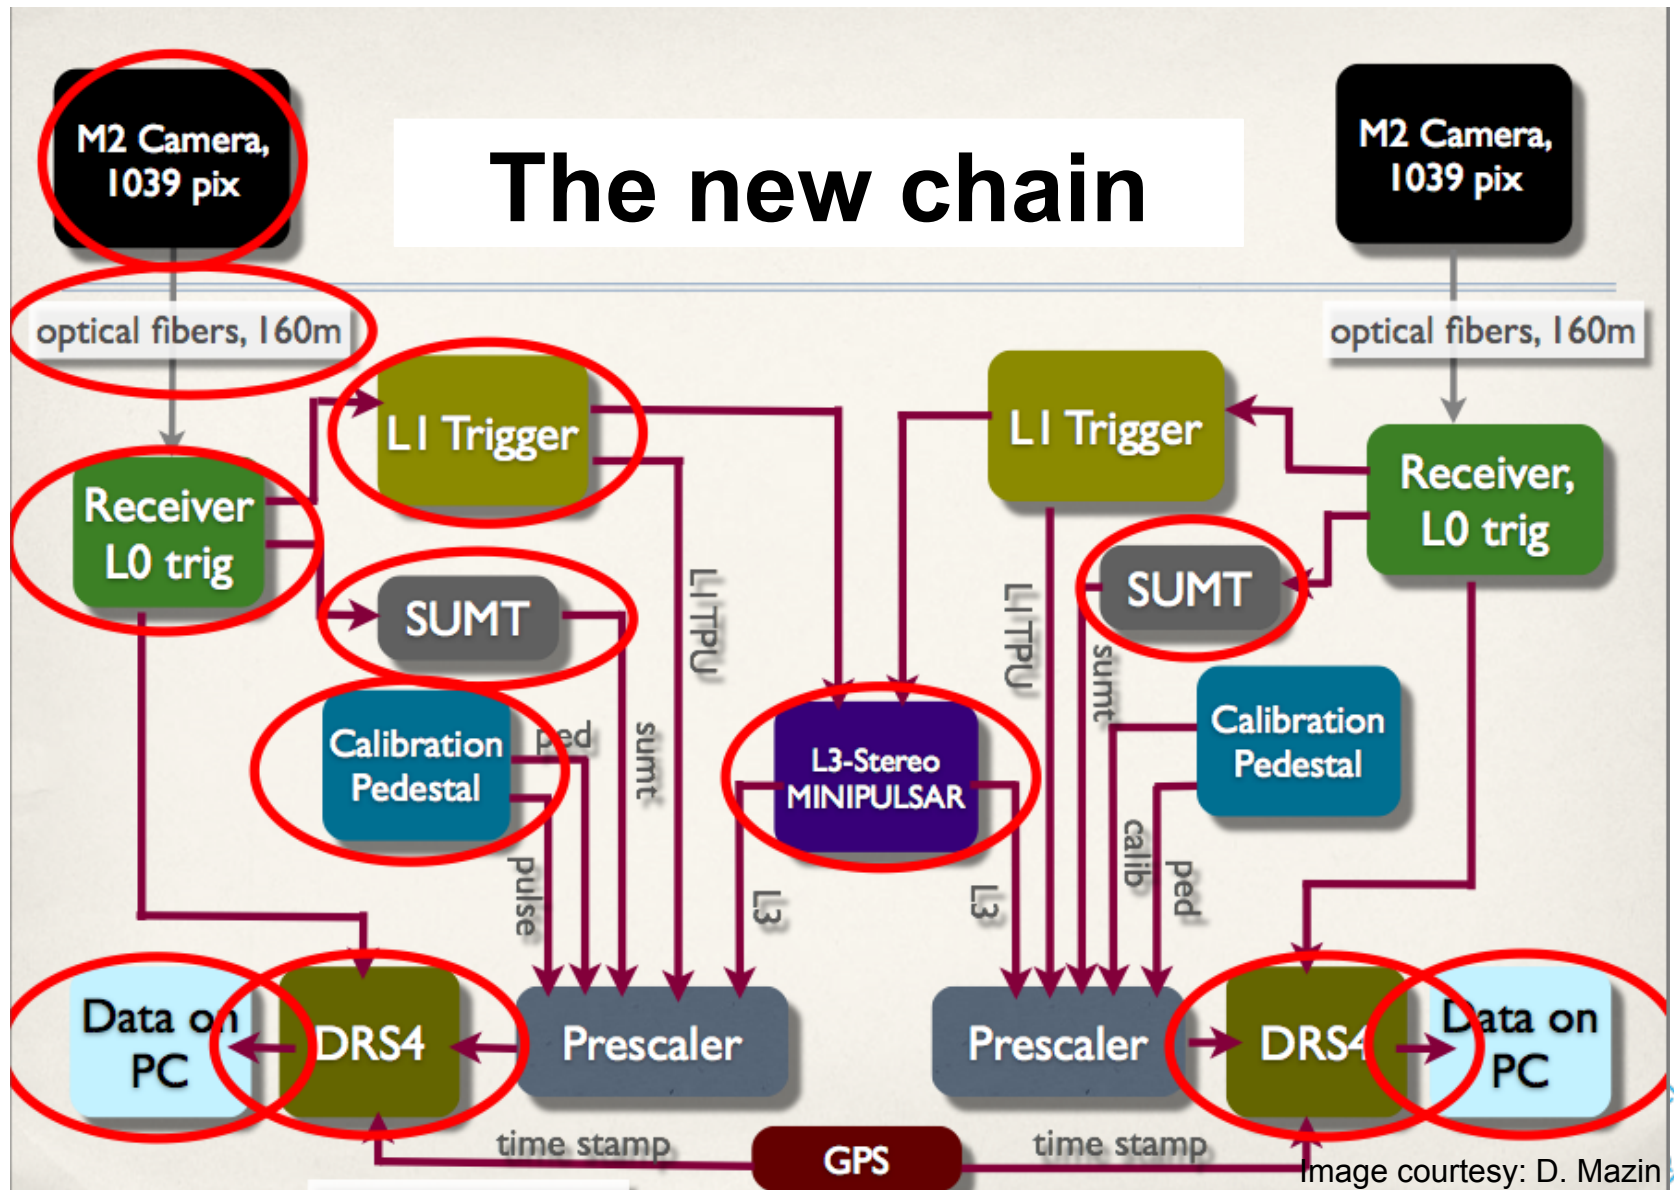 M2 Camera,
1039 pix
The new chain
M2 Camera,
1039 pix
optical fibers, 160m
optical fibers, 160m
L1 Trigger
L1 Trigger
Receiver
L0 trig
Receiver,
L0 trig
SUMT
SUMT
L1 TPU
L1 TPU
sumt
sumt
Calibration
Pedestal
ped
pulse
L3-Stereo
MINIPULSAR
Calibration
Pedestal
calib
ped
L3
L3
Data on
PC
DRS4
Prescaler
Prescaler
DRS4
Data on
PC
time stamp
GPS
time stamp
Image courtesy: D. Mazin